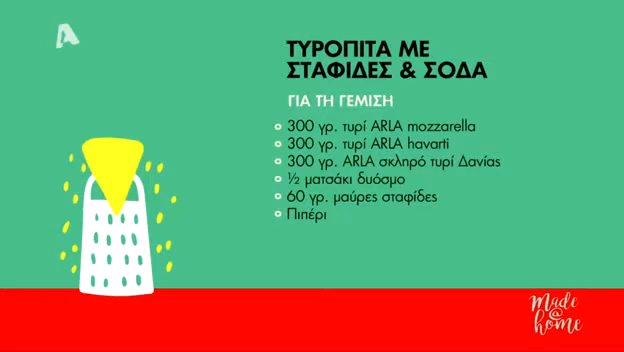 ΤΥΡΟΠΙΤΑ ΜΕ
ΣΤΑΦΙΔΕΣ & ΣΟΔΑ
ΓΙΑ ΤΗ ΓΕΜΙΣΗ
300 γρ. τυρί ARLA mozzarella
300 γρ. τυρί ARLA havarti
300 γρ. ARLA σκληρό τυρί Δανίας
½ ματσάκι δυόσμο
60 γρ. μαύρες σταφίδες
Πιπέρι
Made
@
home